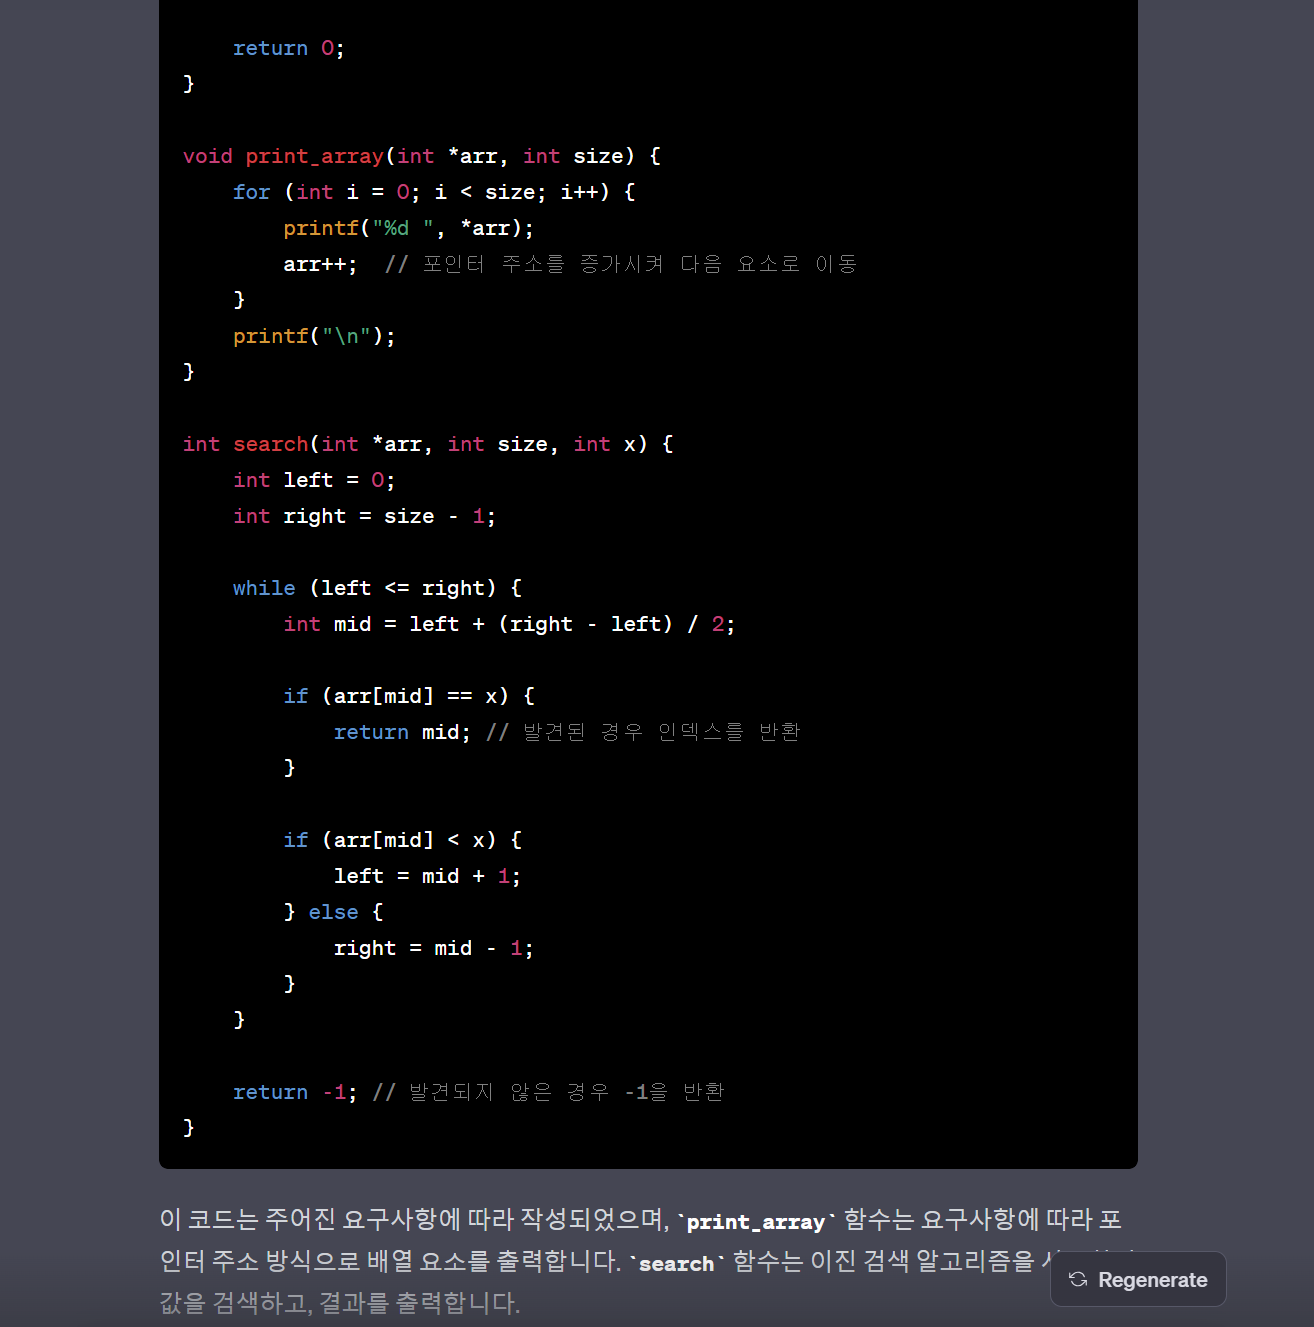 return 0;
}
void print_array(int *arr, int size) {
    for (int i = 0; i < size; i++) {
        printf("%d ", *arr);
        arr++;  // 포인터 주소를 증가시켜 다음 요소로 이동
    }
    printf("\n");
}
int search(int *arr, int size, int x) {
    int left = 0;
    int right = size - 1;
    while (left <= right) {
        int mid = left + (right - left) / 2;
        if (arr[mid] == x) {
            return mid; // 발견된 경우 인덱스를 반환
        }
        if (arr[mid] < x) {
            left = mid + 1;
        } else {
            right = mid - 1;
        }
    }
    return -1; // 발견되지 않은 경우 -1을 반환
}
이 코드는 주어진 요구사항에 따라 작성되었으며, `print_array` 함수는 요구사항에 따라 포
인터 주소 방식으로 배열 요소를 출력합니다. `search` 함수는 이진 검색 알고리즘을
값을 검색하고, 결과를 출력합니다.
Regenerate